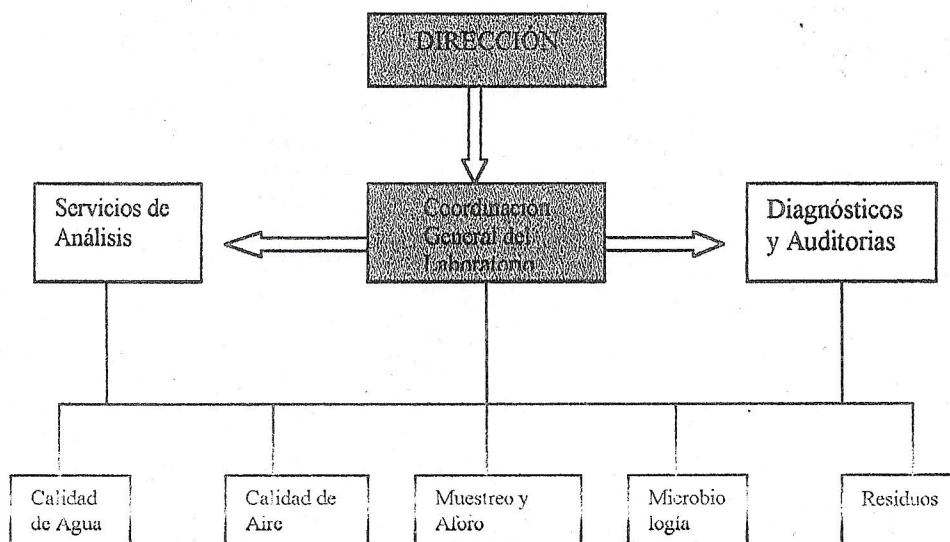 DIRECCIÓN
Servicios de
Análisis
Coordinación
General del
Laboratorio
Diagnósticos
y Auditorias
Calidad
de Agua
Calidad de
Aire
Muestreo y
Aforo
Microbio
logía
Residuos